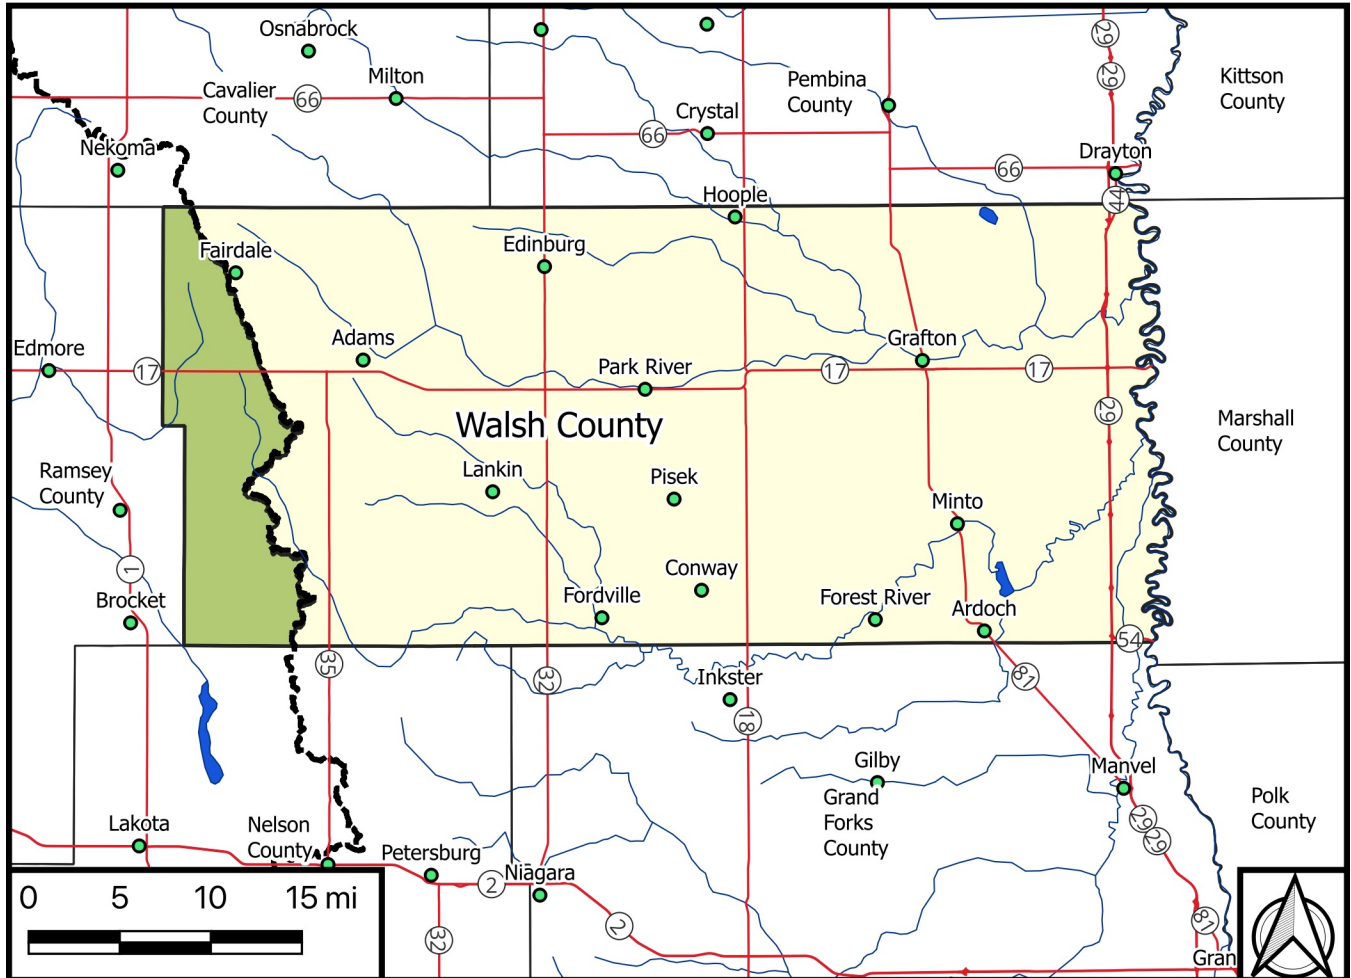 Osnabrock
29
Milton
Cavalier
County
66
Pembina
County
29
Kittson
County
Crystal
66
Nekoma
Drayton
66
Hoople
44
Fairdale
Edinburg
Edmore
17
Adams
Park River
Grafton
17
17
Walsh County
29
Marshall
County
Ramsey
County
Lankin
Pisek
Minto
1
Brocket
Fordville
Conway
Forest River
Ardoch
54
35
32
Inkster
81
18
Gilby
Manvel
Grand
Forks
County
Polk
County
Lakota
Nelson
County
Petersburg
Niagara
29
29
2
2
32
81
Gran
0 5 10 15 mi